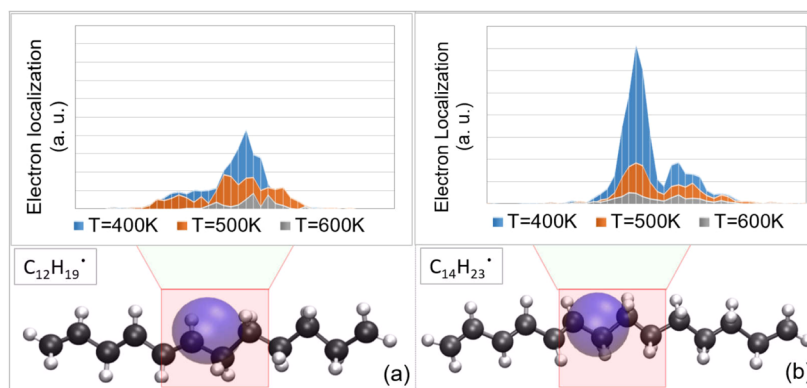 Electron localization
(a. u.)
T=400K T=500K T=600K
C₁₂H₁₉•
(a)
Electron Localization
(a. u.)
T=400K T=500K T=600K
C₁₄H₂₃•
(b)